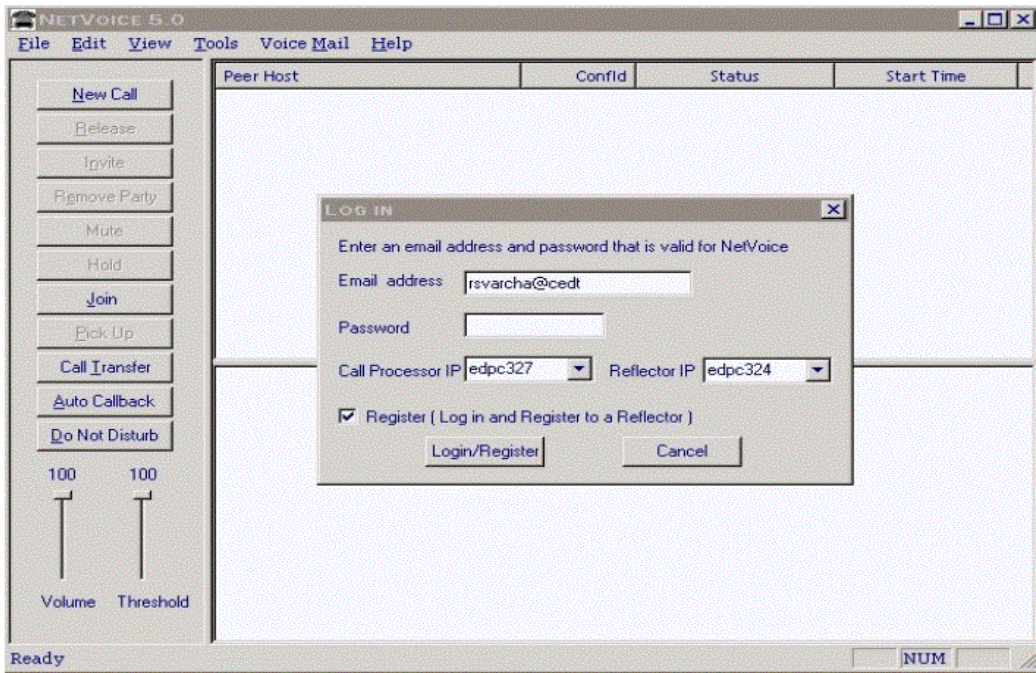 NETVOICE 5.0
File Edit View Tools Voice Mail Help
Peer Host ConfId Status Start Time
New Call
Release
Invite
Remove Party
Mute
Hold
Join
Pick Up
Call Transfer
Auto Callback
Do Not Disturb
100 100
Volume Threshold
LOG IN
Enter an email address and password that is valid for NetVoice
Email address rsvarcha@cedt
Password
Call Processor IP edpc327 Reflector IP edpc324
Register ( Log in and Register to a Reflector )
Login/Register Cancel
Ready NUM